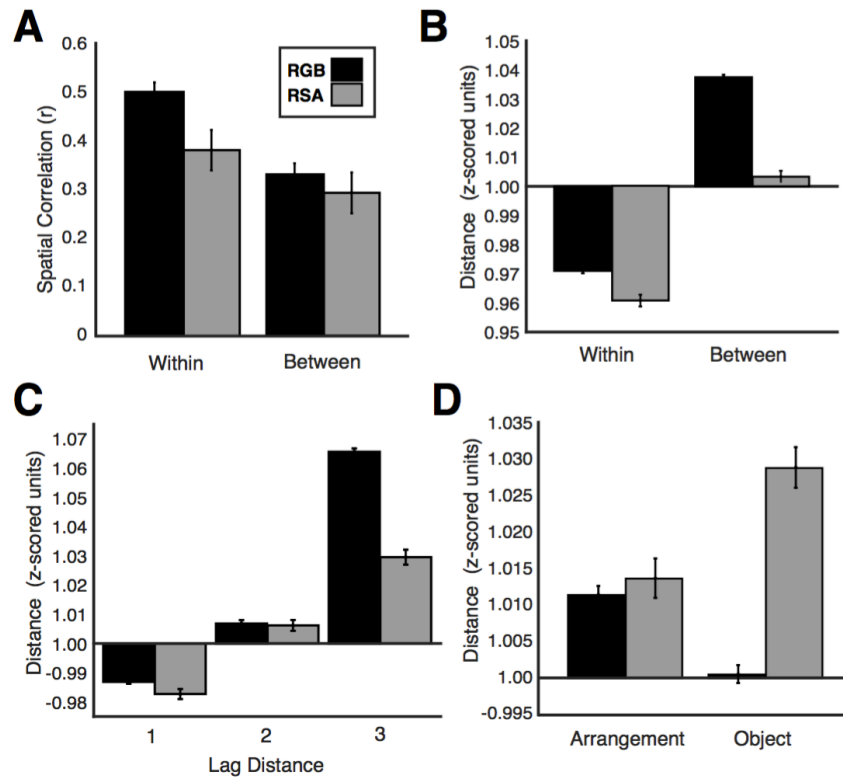 A
Spatial Correlation (r)
0.6
0.5
0.4
0.3
0.2
0.1
0
RGB
RSA
Within Between
B
Distance (z-scored units)
1.05
1.04
1.03
1.02
1.01
1.00
0.99
0.98
0.97
0.96
0.95
Within Between
C
Distance (z-scored units)
1.07
1.06
1.05
1.04
1.03
1.02
1.01
1.00
-0.99
-0.98
1 2 3
Lag Distance
D
Distance (z-scored units)
1.035
1.030
1.025
1.020
1.015
1.010
1.005
1.00
-0.995
Arrangement Object